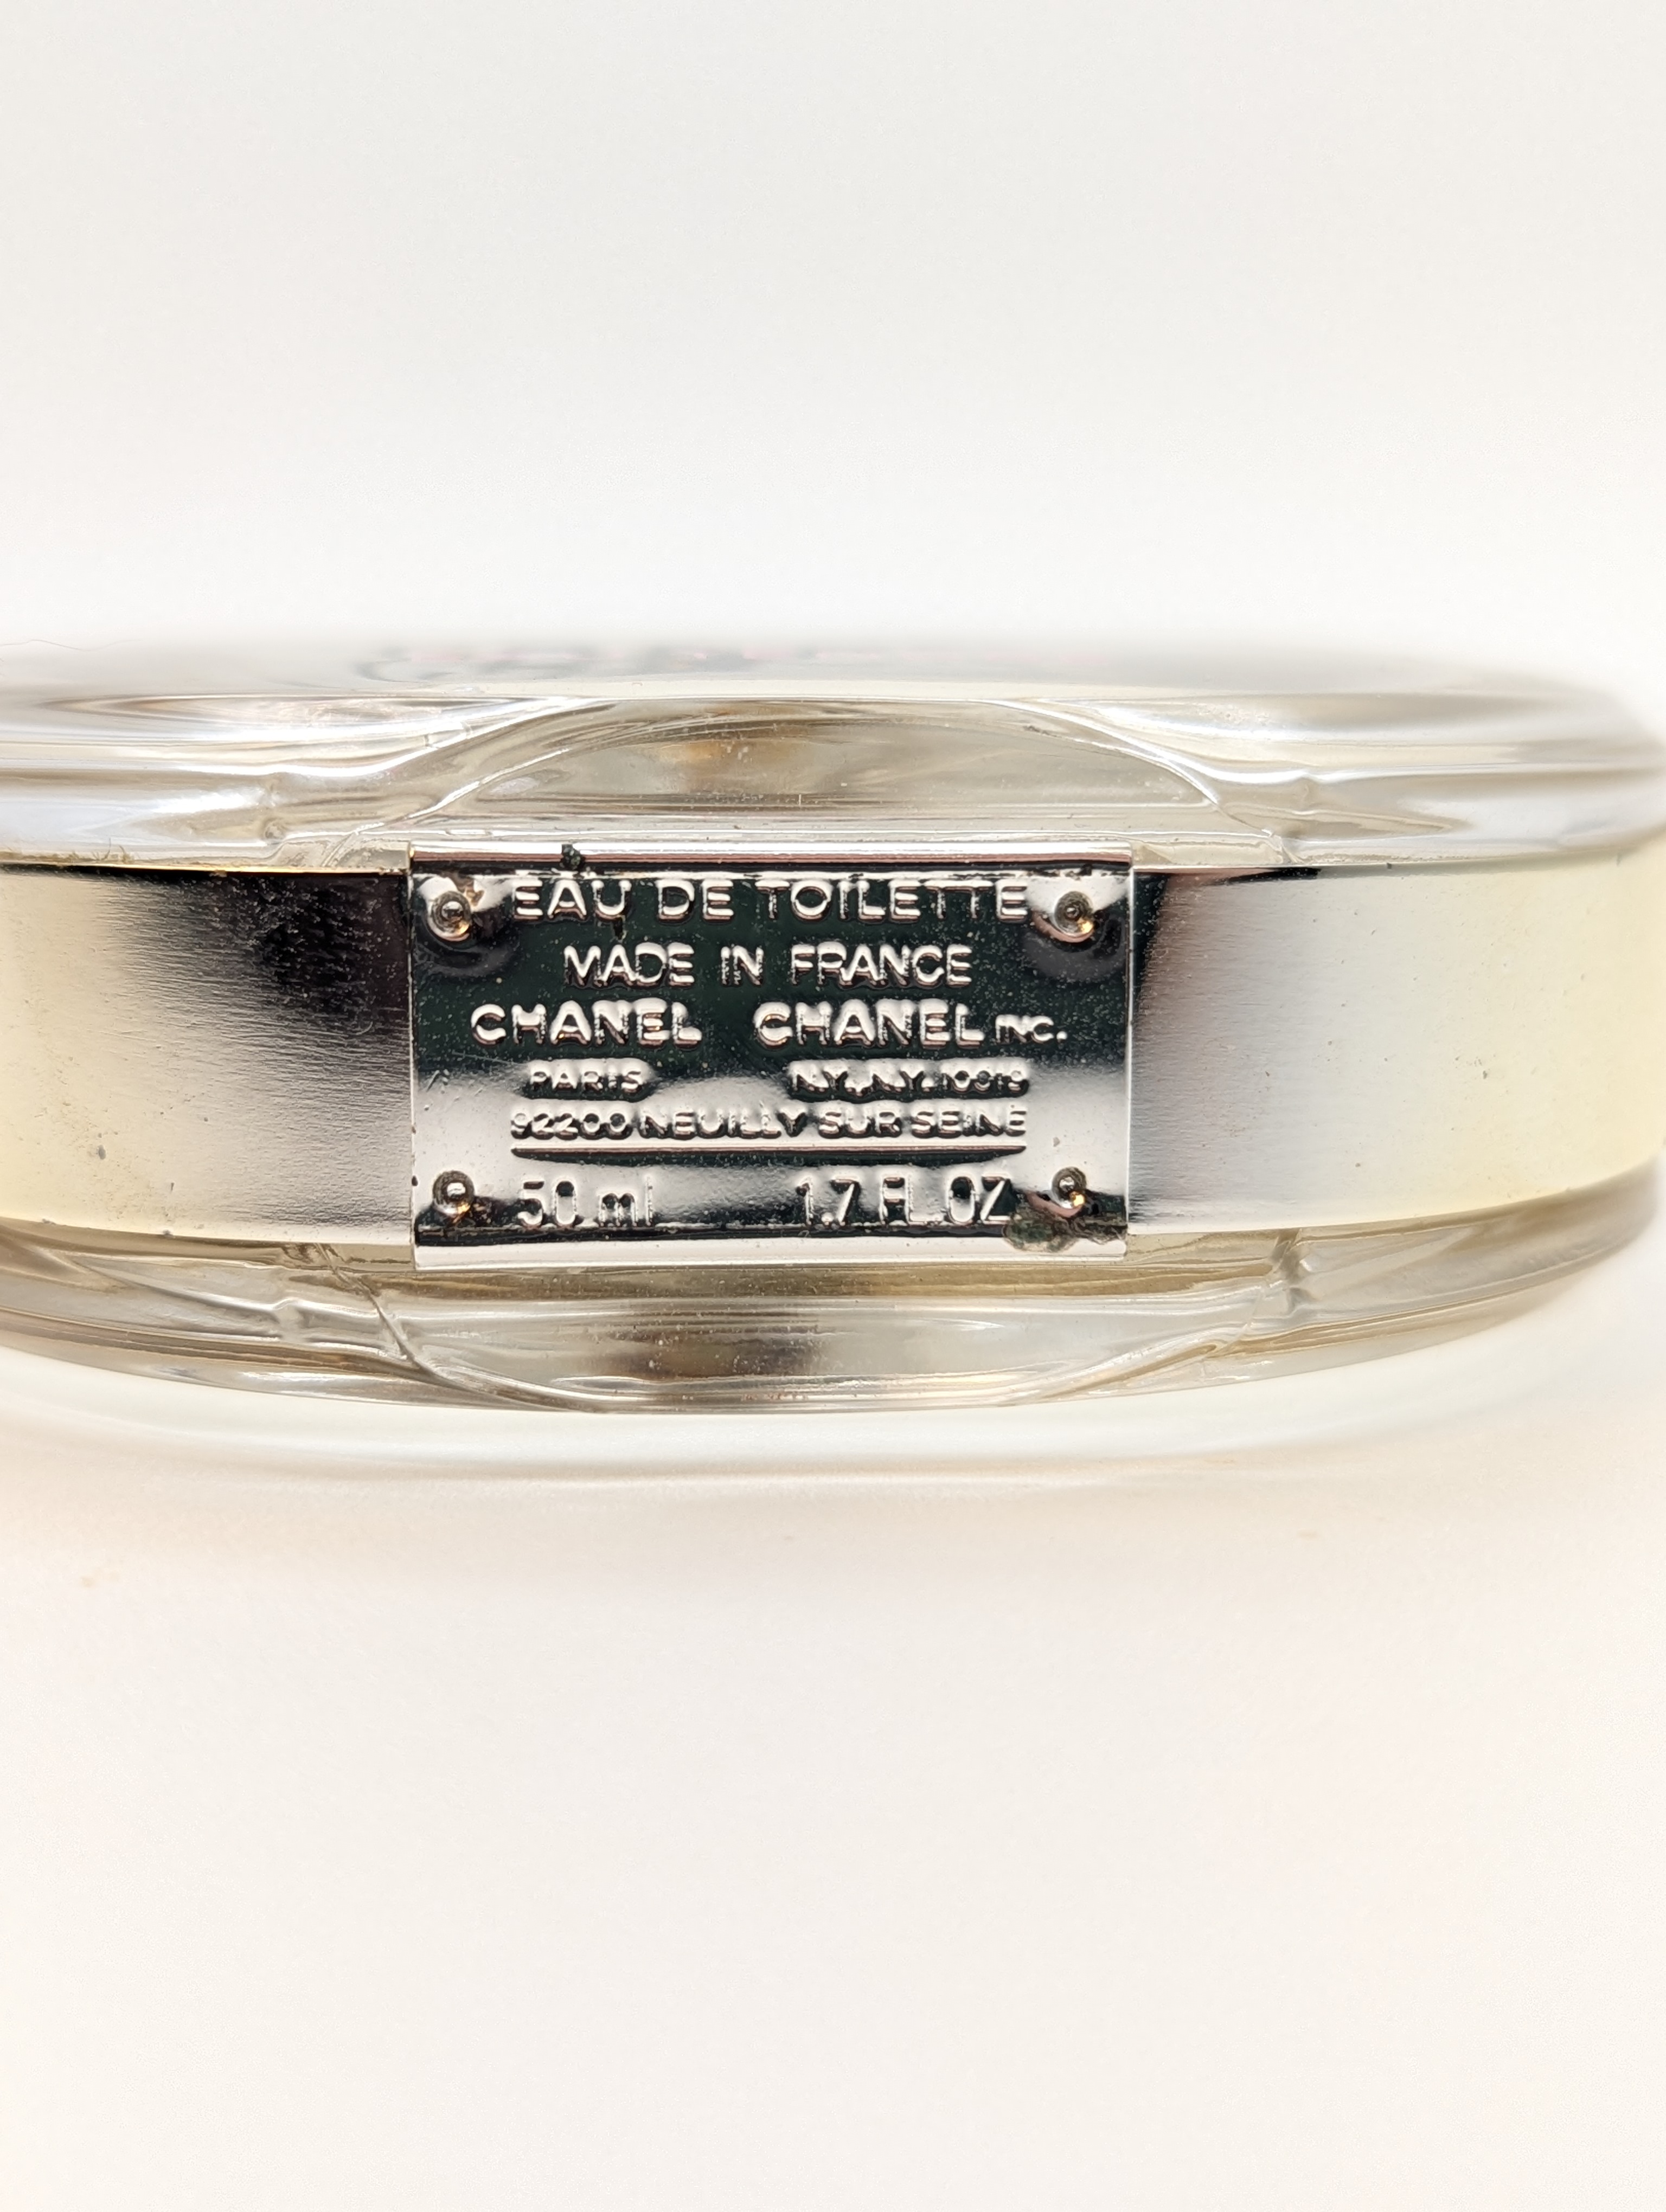 EAU DE TOILETTE
MADE IN FRANCE
CHANEL CHANEL INC.
PARIS N.Y., N.Y. 10019
92200 NEUILLY SUR SEINE
50 ml 1.7 FL.OZ